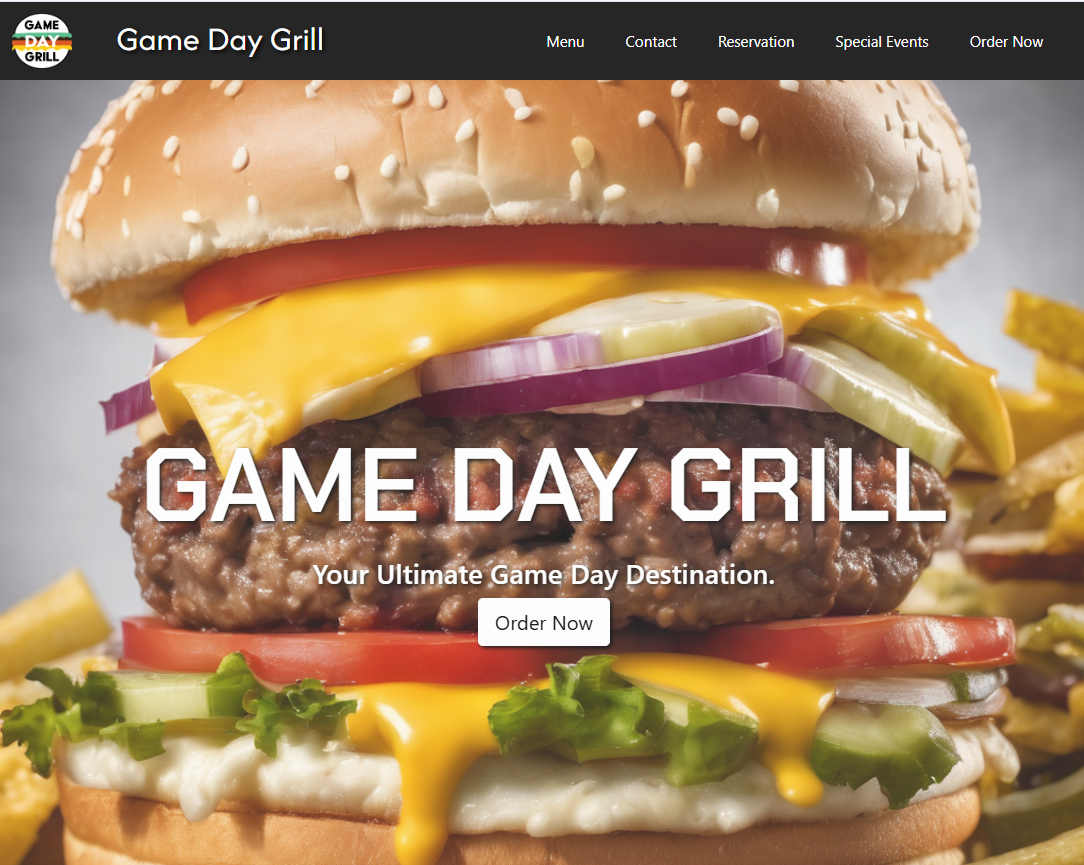 GAME
DAY
GRILL
Game Day Grill
Menu
Contact
Reservation
Special Events
Order Now
GAME DAY GRILL
Your Ultimate Game Day Destination.
Order Now